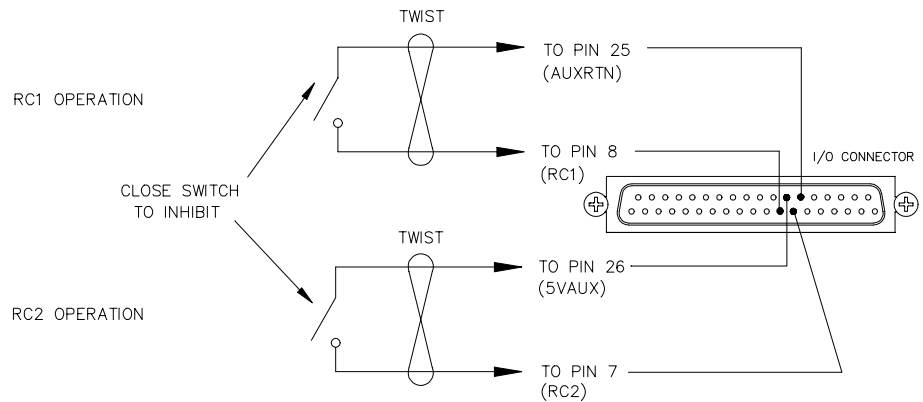 TWIST
TO PIN 25
(AUXRTN)
RC1 OPERATION
TO PIN 8
(RC1)
I/O CONNECTOR
CLOSE SWITCH
TO INHIBIT
TWIST
TO PIN 26
(5VAUX)
RC2 OPERATION
TO PIN 7
(RC2)